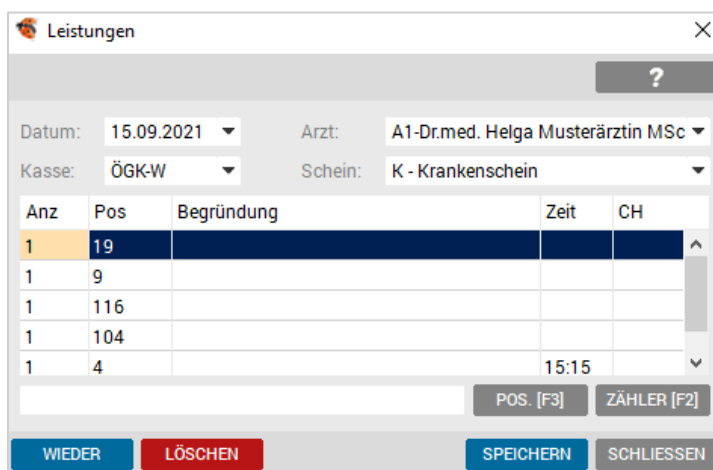 Leistungen
?
Datum: 15.09.2021 Arzt: A1-Dr.med. Helga Musterärztin MSc
Kasse: ÖGK-W Schein: K - Krankenschein
Anz Pos Begründung Zeit CH
1 19
1 9
1 116
1 104
1 4 15:15
POS. [F3] ZÄHLER [F2]
WIEDER LÖSCHEN SPEICHERN SCHLIESSEN